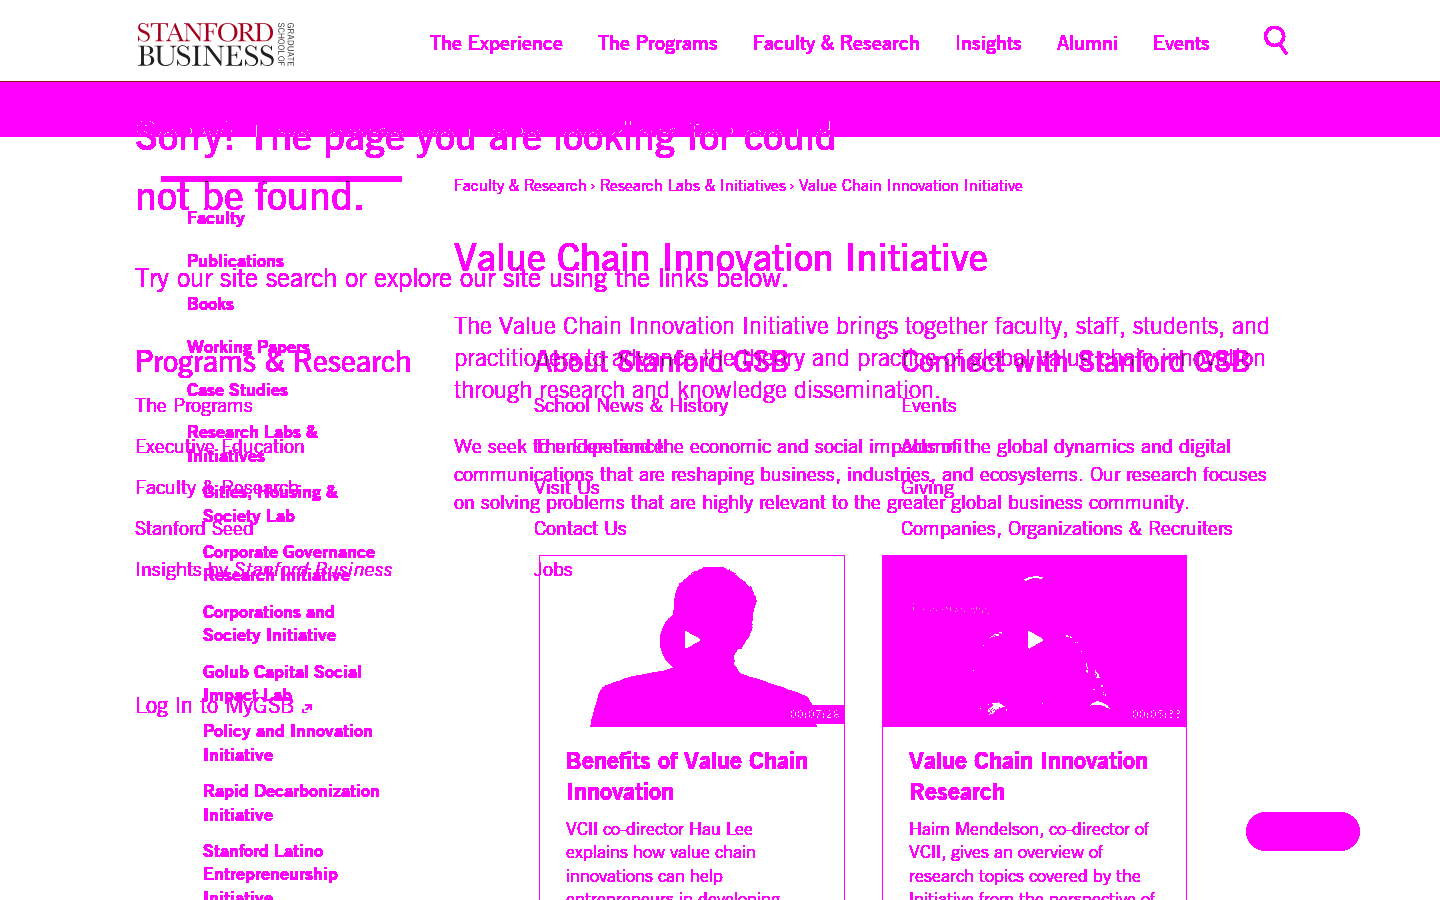 STANFORD
BUSINESS
GRADUATE
SCHOOL OF
The Experience
The Programs
Faculty & Research
Insights
Alumni
Events
Sorry! The page you are looking for could
not be found.
Try our site search or explore our site using the links below.
Faculty & Research › Research Labs & Initiatives › Value Chain Innovation Initiative
Value Chain Innovation Initiative
The Value Chain Innovation Initiative brings together faculty, staff, students, and
practitioners to advance the theory and practice of global value chain innovation
through research and knowledge dissemination.
We seek to understand the economic and social impacts of the global dynamics and digital
communications that are reshaping business, industries, and ecosystems. Our research focuses
on solving problems that are highly relevant to the greater global business community.
Faculty
Publications
Books
Working Papers
Case Studies
Research Labs &
Initiatives
Cities, Housing &
Society Lab
Corporate Governance
Research Initiative
Corporations and
Society Initiative
Golub Capital Social
Impact Lab
Policy and Innovation
Initiative
Rapid Decarbonization
Initiative
Stanford Latino
Entrepreneurship
Initiative
Programs & Research
The Programs
Executive Education
Faculty & Research
Stanford Seed
Insights by Stanford Business
About Stanford GSB
School News & History
The Experience
Visit Us
Contact Us
Jobs
Connect with Stanford GSB
Events
Alumni
Giving
Companies, Organizations & Recruiters
Log In to MyGSB
00:07:28
Benefits of Value Chain
Innovation
VCII co-director Hau Lee
explains how value chain
innovations can help
entrepreneurs in developing
Value Chain Innovation
Research
Haim Mendelson, co-director of
VCII, gives an overview of
research topics covered by the
Initiative from the perspective of